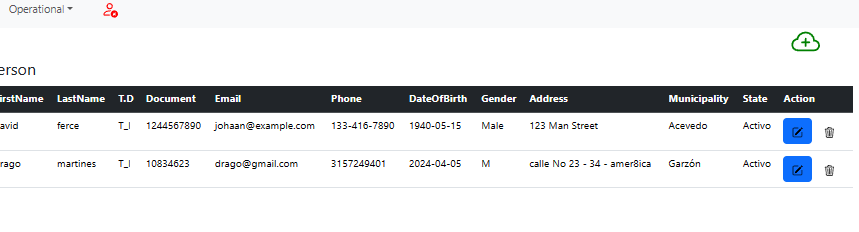 Operational
erson
irstName LastName T.D Document Email Phone DateOfBirth Gender Address Municipality State Action
avid ferce T_I 1244567890 johaan@example.com 133-416-7890 1940-05-15 Male 123 Man Street Acevedo Activo
rago martines T_I 10834623 drago@gmail.com 3157249401 2024-04-05 M calle No 23 - 34 - amer8ica Garzón Activo